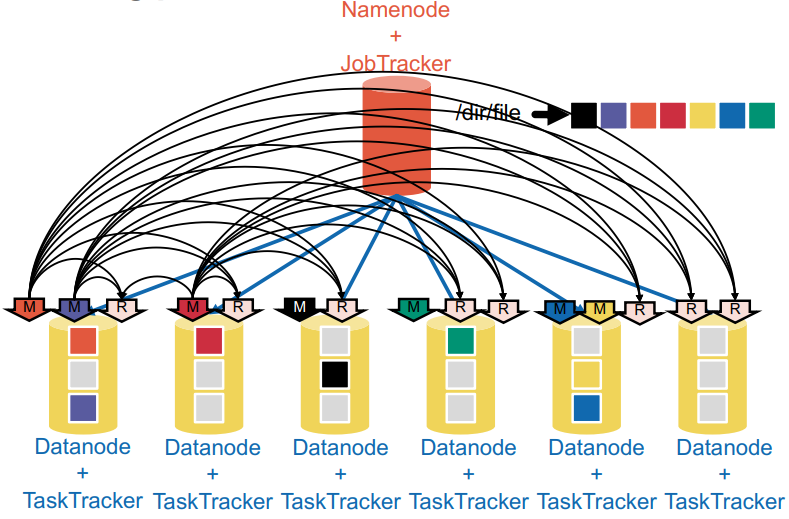 Namenode
+
JobTracker
/dir/file
M M R M R M R M R R M M R R R
Datanode Datanode Datanode Datanode Datanode Datanode
+ + + + + +
TaskTracker TaskTracker TaskTracker TaskTracker TaskTracker TaskTracker